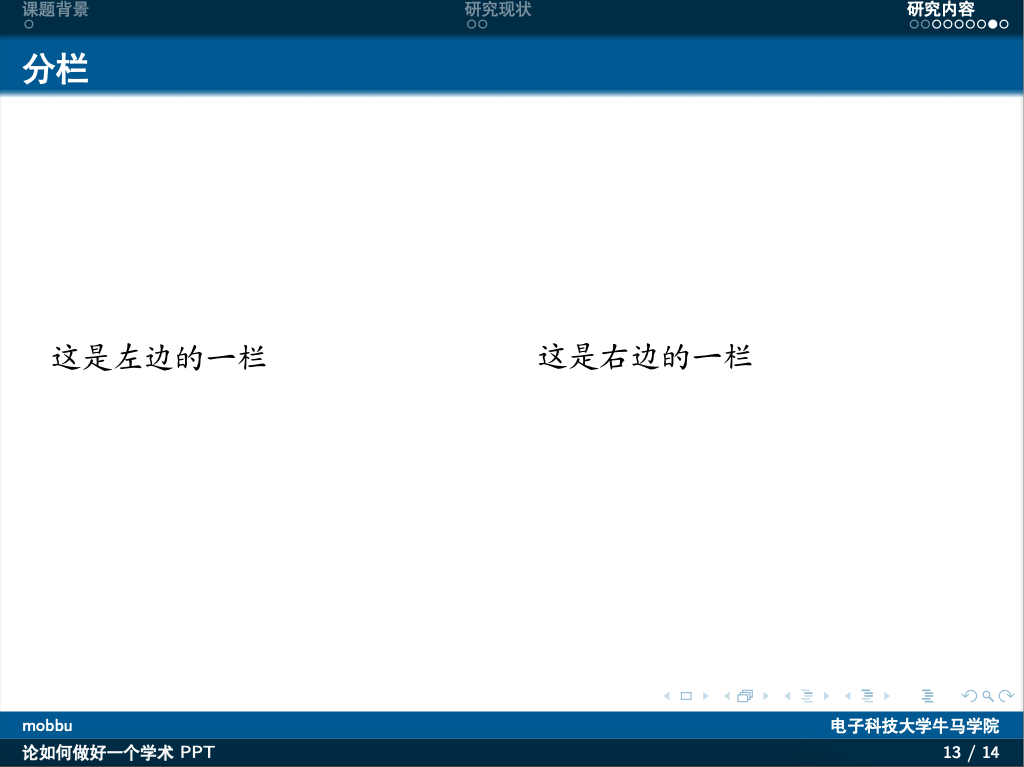 课题背景
研究现状
研究内容
分栏
这是左边的一栏
这是右边的一栏
mobbu
电子科技大学牛马学院
论如何做好一个学术 PPT
13 / 14